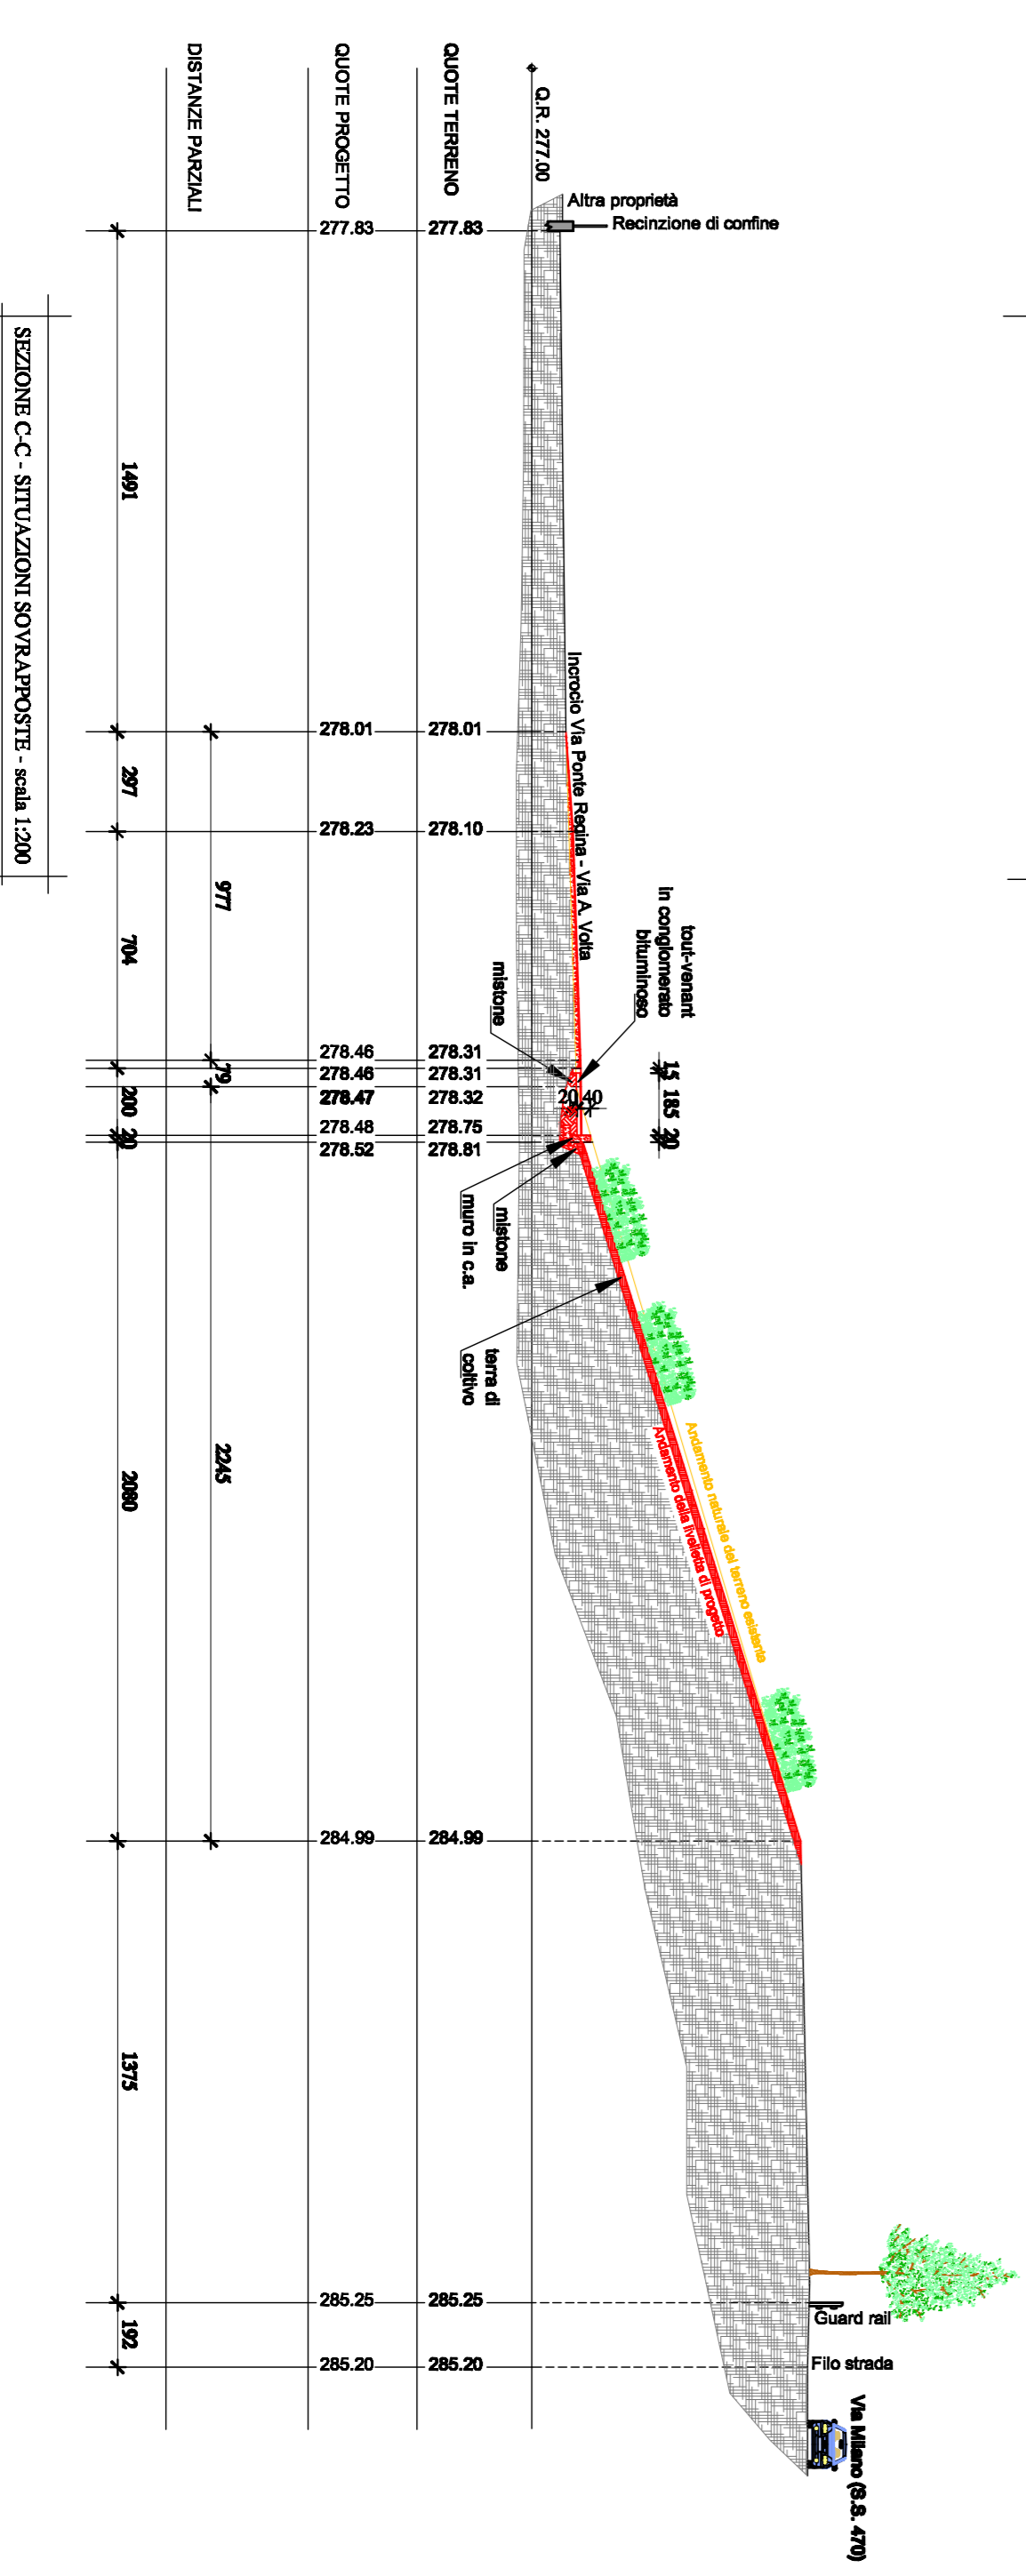 Via Milano (S.S. 470)
Filo strada
Guard rail
Altra proprietà
Recinzione di confine
Q.R. 277.00
Incrocio Via Ponte Regina - Via A. Volta
tout-venant
in conglomerato
bituminoso
15 185 20
20 40
mistone
mistone
muro in c.a.
terra di
coltivo
Andamento naturale del terreno esistente
Andamento della livelletta di progetto
QUOTE TERRENO
277.83
278.01
278.10
278.31
278.31
278.32
278.75
278.81
284.99
285.25
285.20
QUOTE PROGETTO
277.83
278.01
278.23
278.46
278.46
278.47
278.48
278.52
284.99
285.25
285.20
DISTANZE PARZIALI
977
79
2245
1491
297
704
200
20
2080
1375
192
SEZIONE C-C - SITUAZIONI SOVRAPPOSTE - scala 1:200